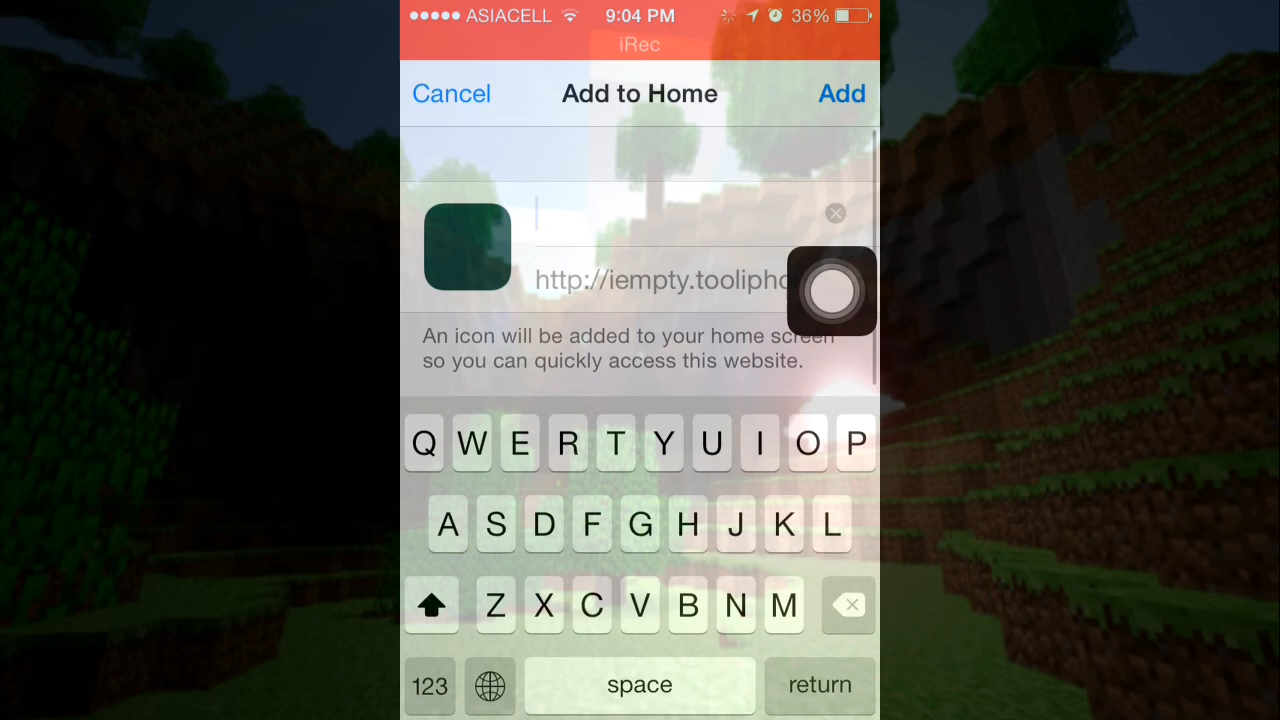 ASIACELL 9:04 PM 36%
iRec
Cancel Add to Home Add
http://iempty.toolipho
An icon will be added to your home screen
so you can quickly access this website.
Q W E R T Y U I O P
A S D F G H J K L
Z X C V B N M
123 space return